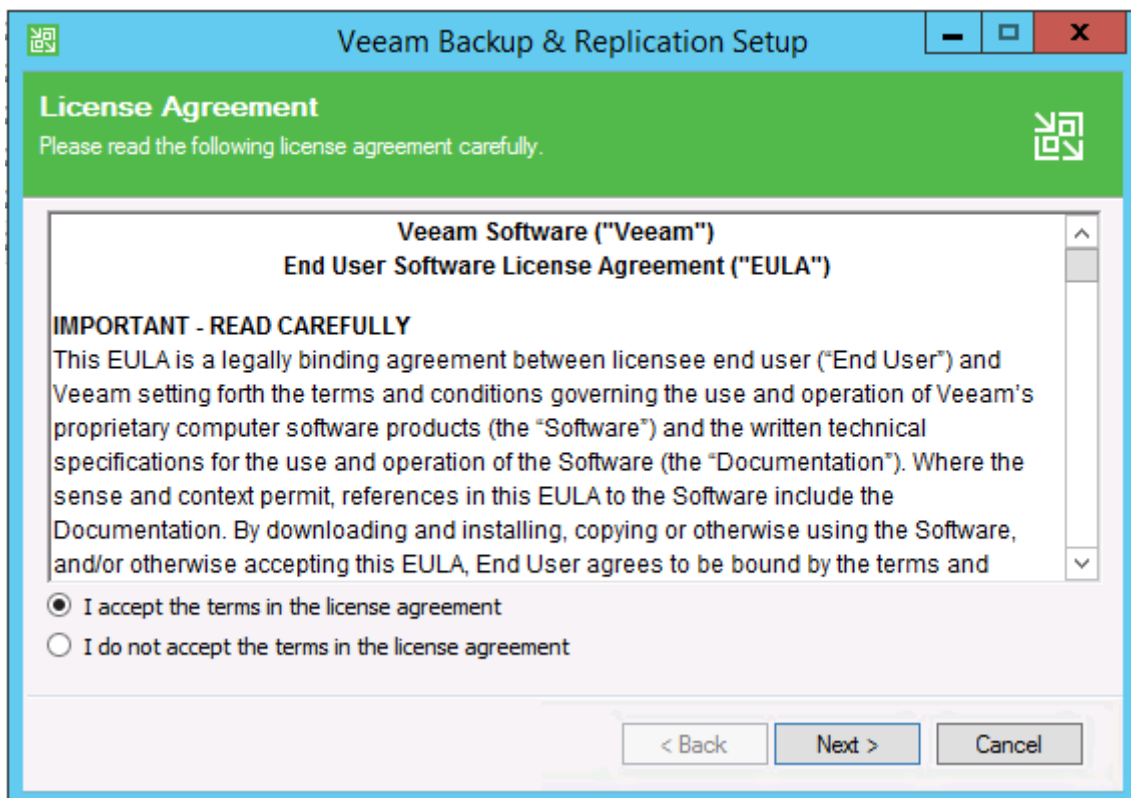 Veeam Backup & Replication Setup
License Agreement
Please read the following license agreement carefully.
Veeam Software ("Veeam")
End User Software License Agreement ("EULA")
IMPORTANT - READ CAREFULLY
This EULA is a legally binding agreement between licensee end user (“End User”) and
Veeam setting forth the terms and conditions governing the use and operation of Veeam’s
proprietary computer software products (the “Software”) and the written technical
specifications for the use and operation of the Software (the “Documentation”). Where the
sense and context permit, references in this EULA to the Software include the
Documentation. By downloading and installing, copying or otherwise using the Software,
and/or otherwise accepting this EULA, End User agrees to be bound by the terms and
I accept the terms in the license agreement
I do not accept the terms in the license agreement
< Back
Next >
Cancel